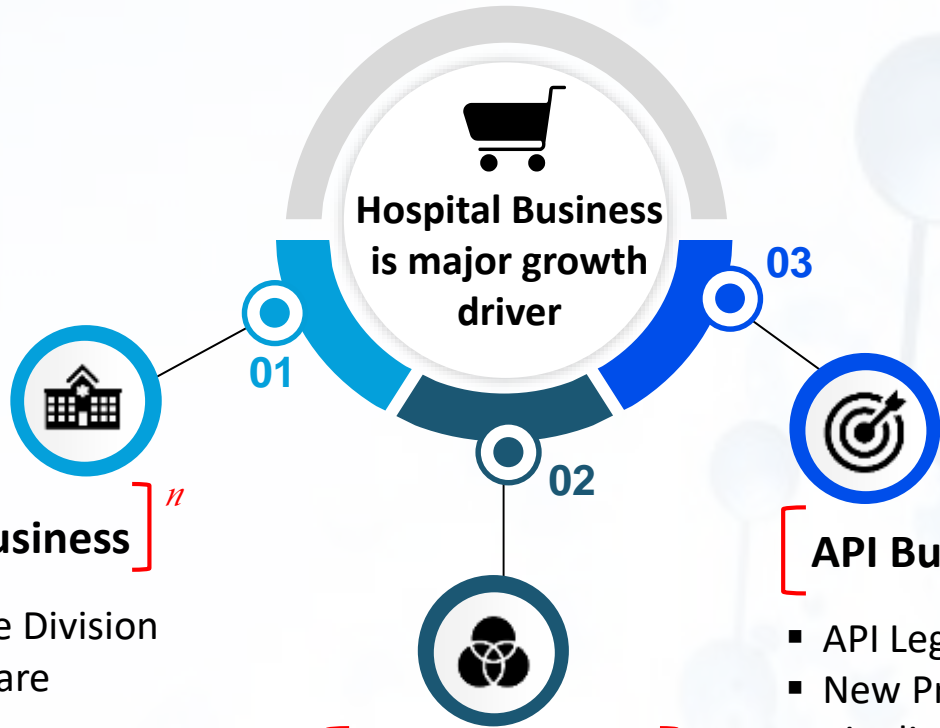 Hospital Business
is major growth
driver
03
01
02
n
usiness
API Bu
e Division
are
▪ API Leg
▪ New Pr